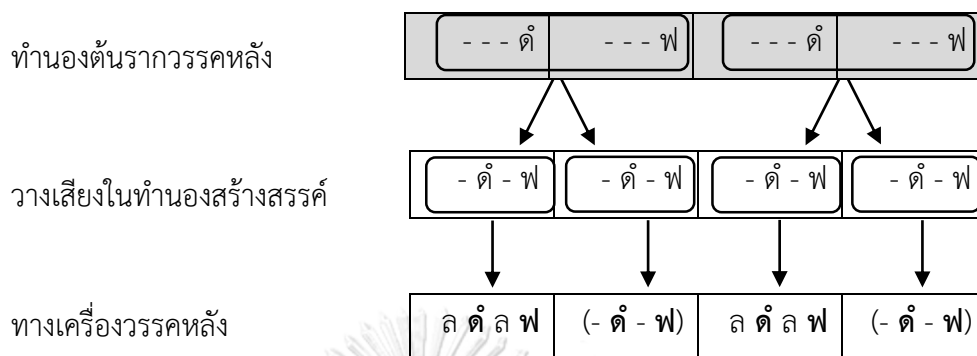 ทำนองต้นรากวรรคหลัง - - - ดํ - - - ฟ - - - ดํ - - - ฟ
วางเสียงในทำนองสร้างสรรค์ - ดํ - ฟ - ดํ - ฟ - ดํ - ฟ - ดํ - ฟ
ทางเครื่องวรรคหลัง ล ดํ ล ฟ (- ดํ - ฟ) ล ดํ ล ฟ (- ดํ - ฟ)